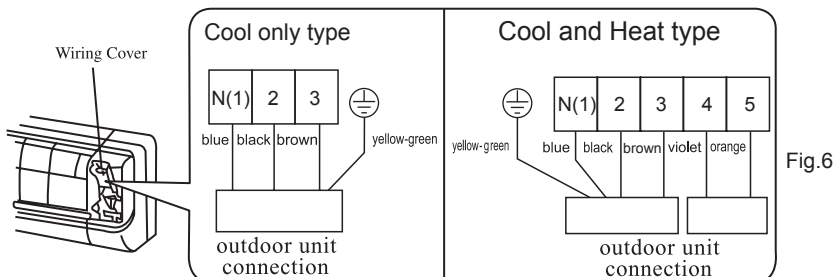 Wiring Cover
Cool only type
N(1) 2 3
blue black brown yellow-green
outdoor unit
connection
Cool and Heat type
N(1) 2 3 4 5
yellow-green blue black brown violet orange
outdoor unit
connection
Fig.6